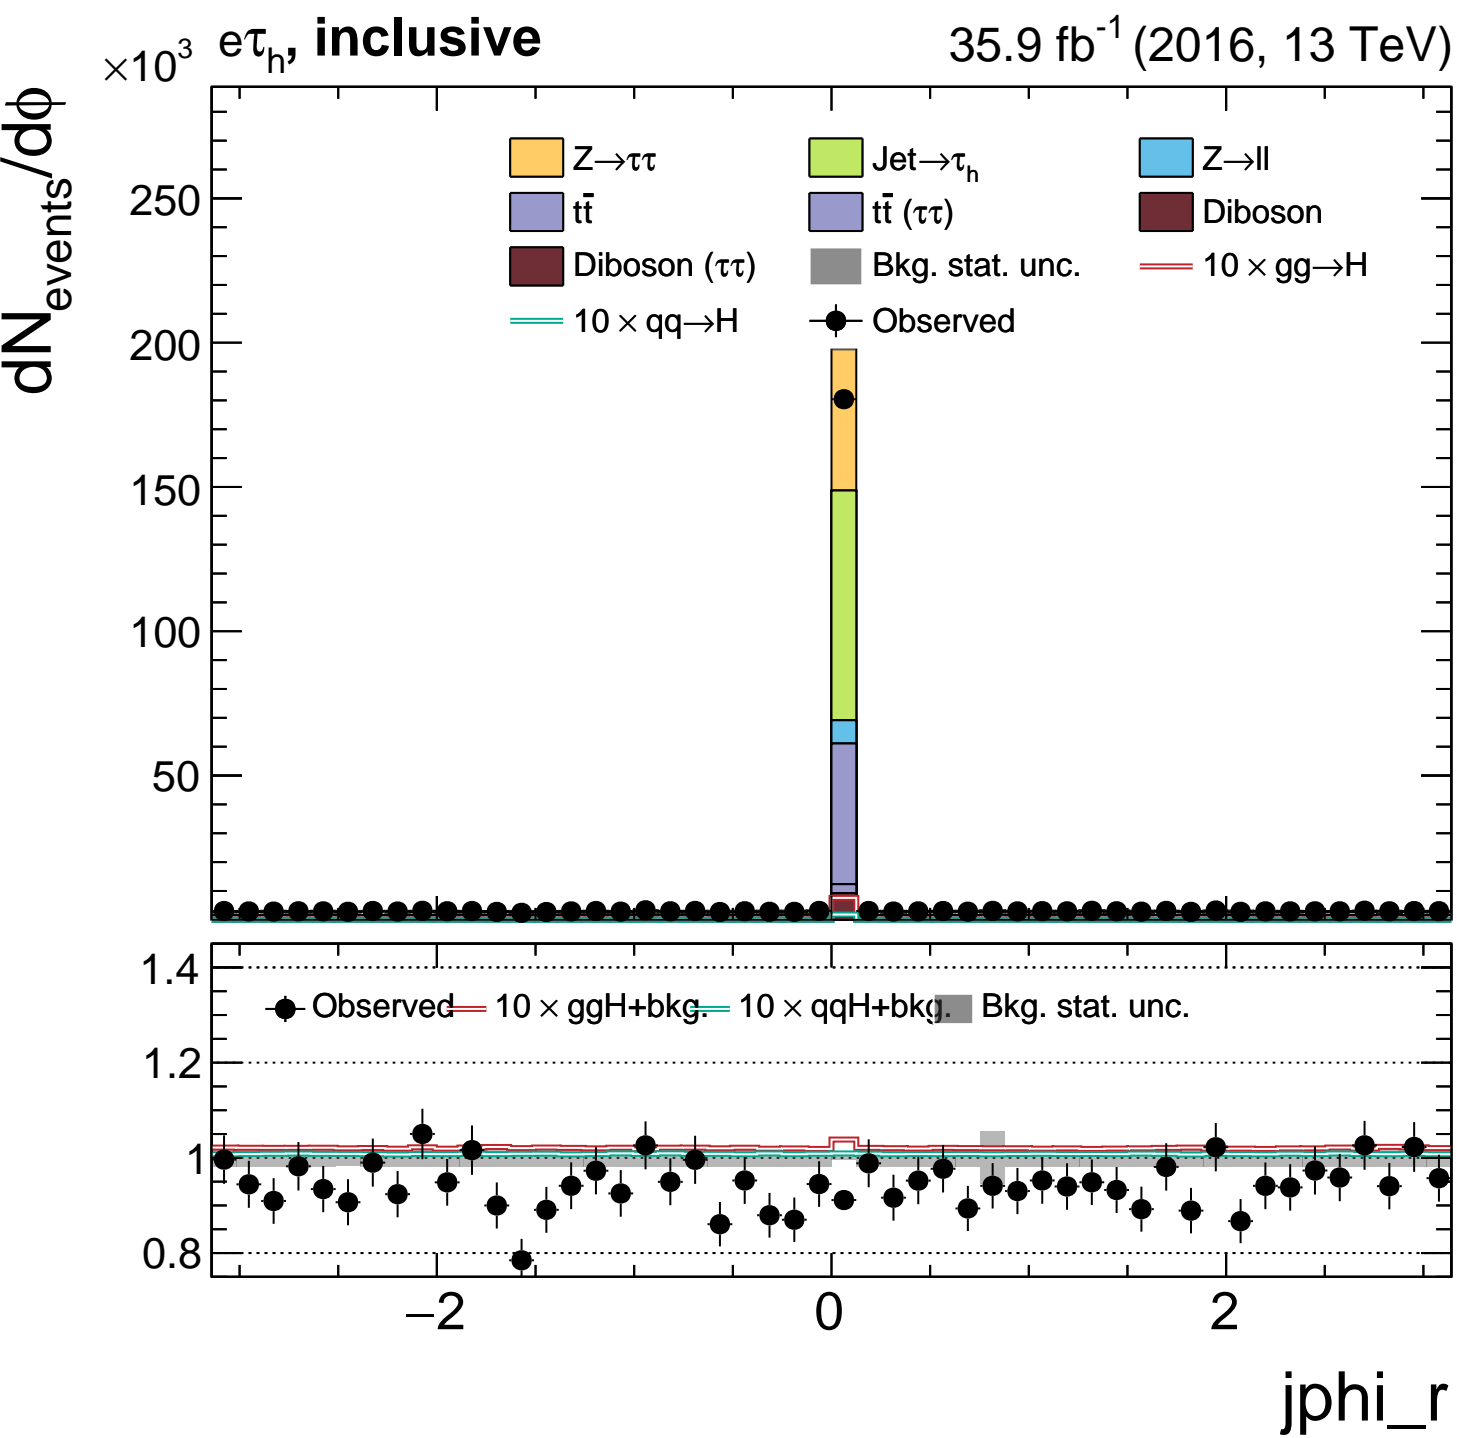 ×10³ eτh, inclusive 35.9 fb⁻¹ (2016, 13 TeV)
dNevents/dϕ
Z→ττ Jet→τh Z→ll
250 tt̄ tt̄ (ττ) Diboson
Diboson (ττ) Bkg. stat. unc. 10 × gg→H
10 × qq→H Observed
200
150
100
50
1.4
Observed 10 × ggH+bkg. 10 × qqH+bkg. Bkg. stat. unc.
1.2
1
0.8
−2 0 2
jphi_r